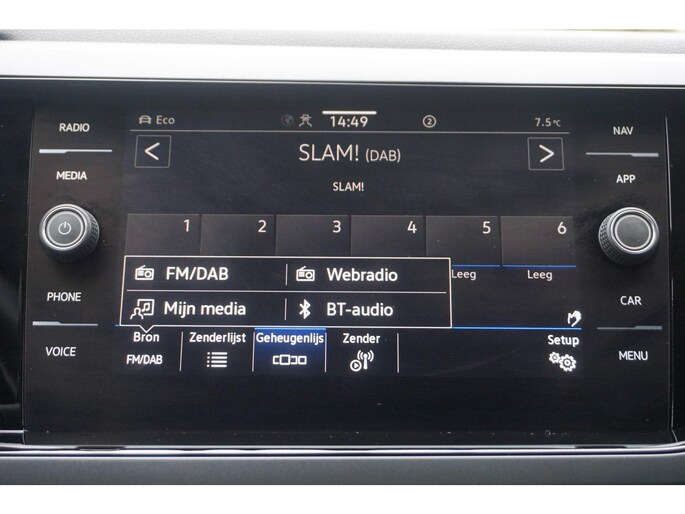 RADIO
MEDIA
PHONE
VOICE
Eco
14:49
2
7.5°C
< SLAM! (DAB) >
SLAM!
1 2 3 4 5 6
Leeg Leeg
FM/DAB Webradio
Mijn media BT-audio
Bron Zenderlijst Geheugenlijs Zender Setup
FM/DAB
NAV
APP
CAR
MENU